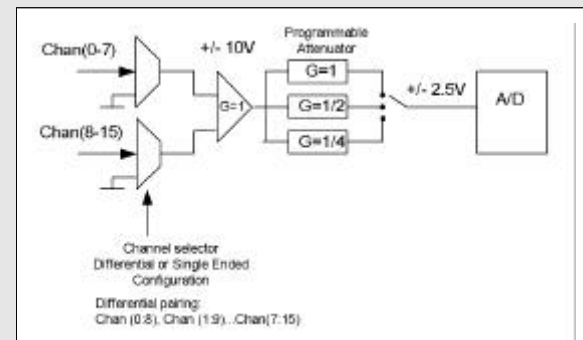 Programmable
Attenuator
Chan(0-7)
+/- 10V
G=1
G=1
G=1/2
G=1/4
+/- 2.5V
A/D
Chan(8-15)
Channel selector
Differential or Single Ended
Configuration
Differential pairing:
Chan (0:8), Chan (1:9)...Chan(7:15)